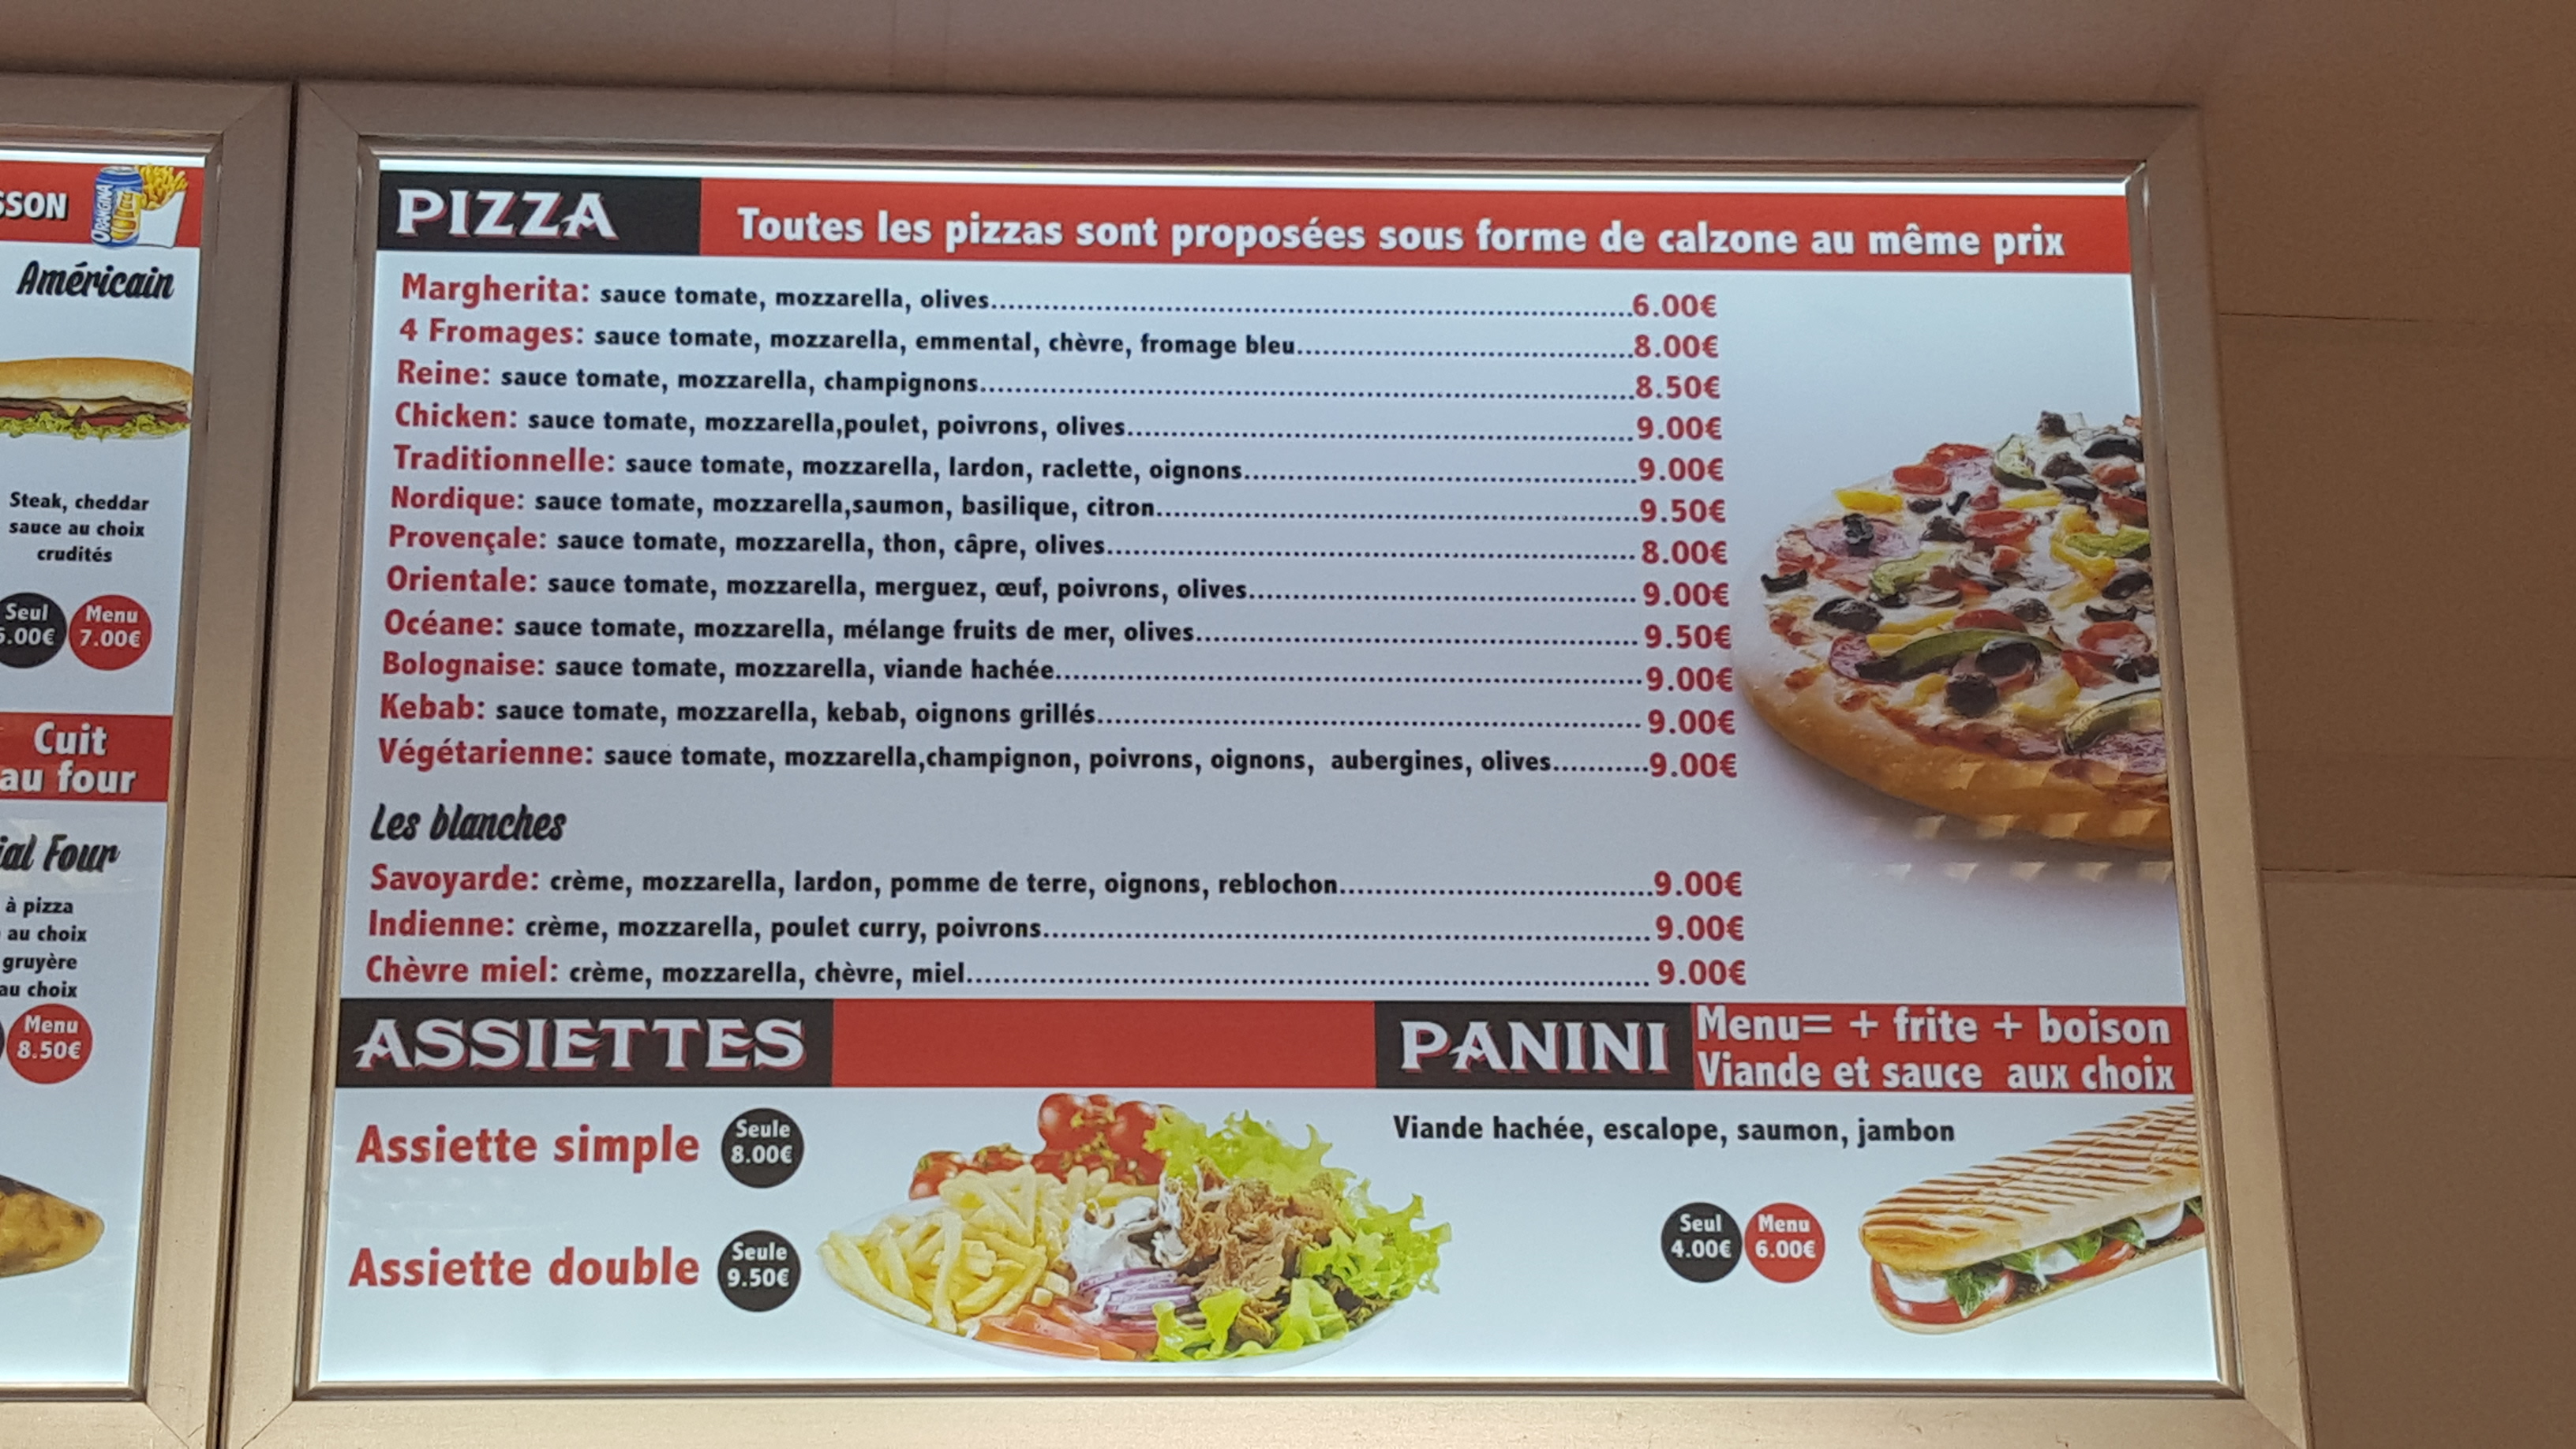 SSON
ORANGINA
Américain
Steak, cheddar
sauce au choix
crudités
Seul
Menu
7.00€
Cuit
au four
Four
à pizza
au choix
gruyère
au choix
Menu
8.50€
PIZZA
Toutes les pizzas sont proposées sous forme de calzone au même prix
Margherita: sauce tomate, mozzarella, olives.....6.00€
4 Fromages: sauce tomate, mozzarella, emmental, chèvre, fromage bleu.....8.00€
Reine: sauce tomate, mozzarella, champignons.....8.50€
Chicken: sauce tomate, mozzarella,poulet, poivrons, olives.....9.00€
Traditionnelle: sauce tomate, mozzarella, lardon, raclette, oignons.....9.00€
Nordique: sauce tomate, mozzarella,saumon, basilique, citron.....9.50€
Provençale: sauce tomate, mozzarella, thon, câpre, olives.....8.00€
Orientale: sauce tomate, mozzarella, merguez, œuf, poivrons, olives.....9.00€
Océane: sauce tomate, mozzarella, mélange fruits de mer, olives.....9.50€
Bolognaise: sauce tomate, mozzarella, viande hachée.....9.00€
Kebab: sauce tomate, mozzarella, kebab, oignons grillés.....9.00€
Végétarienne: sauce tomate, mozzarella,champignon, poivrons, oignons, aubergines, olives.....9.00€
Les blanches
Savoyarde: crème, mozzarella, lardon, pomme de terre, oignons, reblochon.....9.00€
Indienne: crème, mozzarella, poulet curry, poivrons.....9.00€
Chèvre miel: crème, mozzarella, chèvre, miel.....9.00€
ASSIETTES
Assiette simple
Seule
8.00€
Assiette double
Seule
9.50€
PANINI
Menu= + frite + boison
Viande et sauce aux choix
Viande hachée, escalope, saumon, jambon
Seul
4.00€
Menu
6.00€